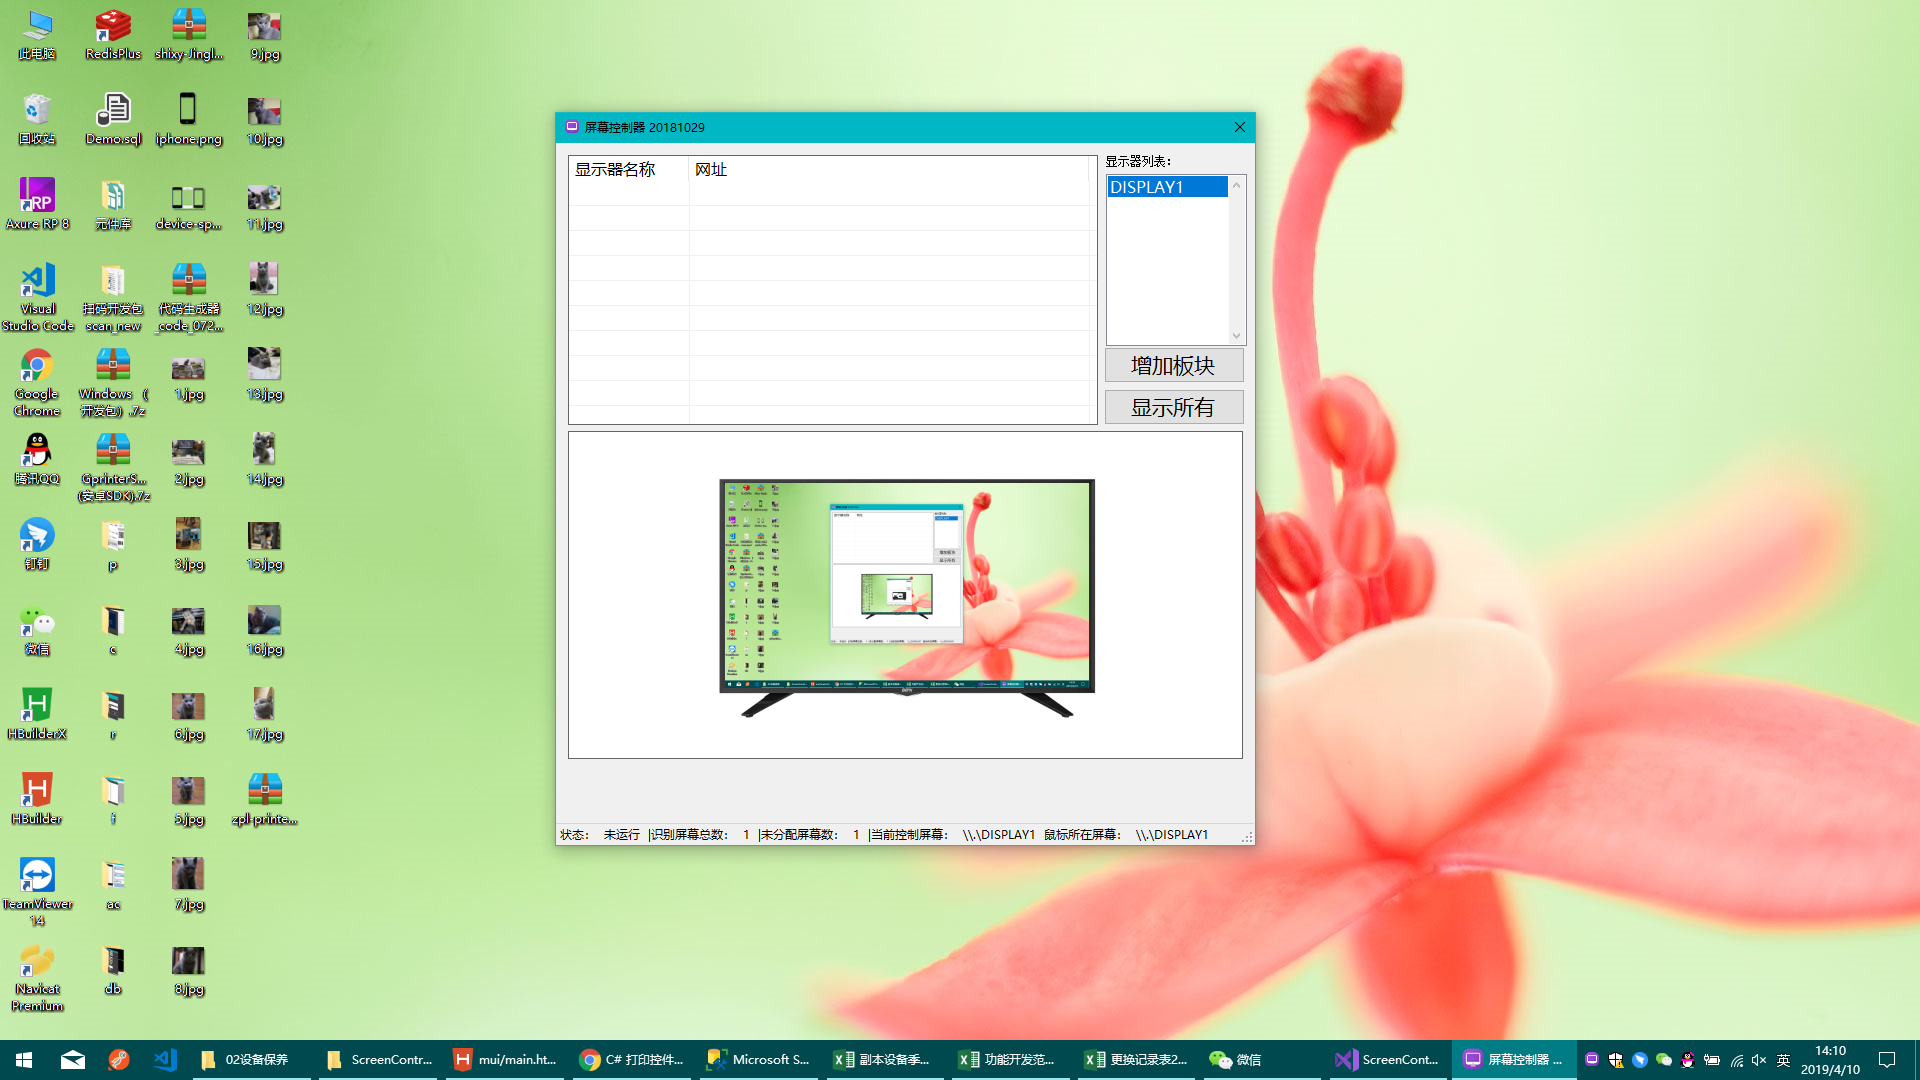 此电脑
RedisPlus
shixy-Jingl...
9.jpg
回收站
Demo.sql
iphone.png
10.jpg
Axure RP 8
元件库
device-sp...
11.jpg
Visual
Studio Code
扫码开发包
scan_new
代码生成器
_code_072...
12.jpg
Google
Chrome
Windows （
开发包）.7z
1.jpg
13.jpg
腾讯QQ
GprinterS...
(安卓SDK).7z
2.jpg
14.jpg
钉钉
p
3.jpg
15.jpg
微信
c
4.jpg
16.jpg
HBuilderX
r
6.jpg
17.jpg
HBuilder
f
5.jpg
zpl-printe...
TeamViewer
14
ac
7.jpg
Navicat
Premium
db
8.jpg
屏幕控制器 20181029
显示器名称
网址
显示器列表：
DISPLAY1
增加板块
显示所有
状态： 未运行 |识别屏幕总数： 1 |未分配屏幕数： 1 |当前控制屏幕： \\.\DISPLAY1 鼠标所在屏幕： \\.\DISPLAY1
02设备保养
ScreenContr...
mui/main.ht...
C# 打印控件...
Microsoft S...
副本设备季...
功能开发范...
更换记录表2...
微信
ScreenCont...
屏幕控制器 ...
英
14:10
2019/4/10